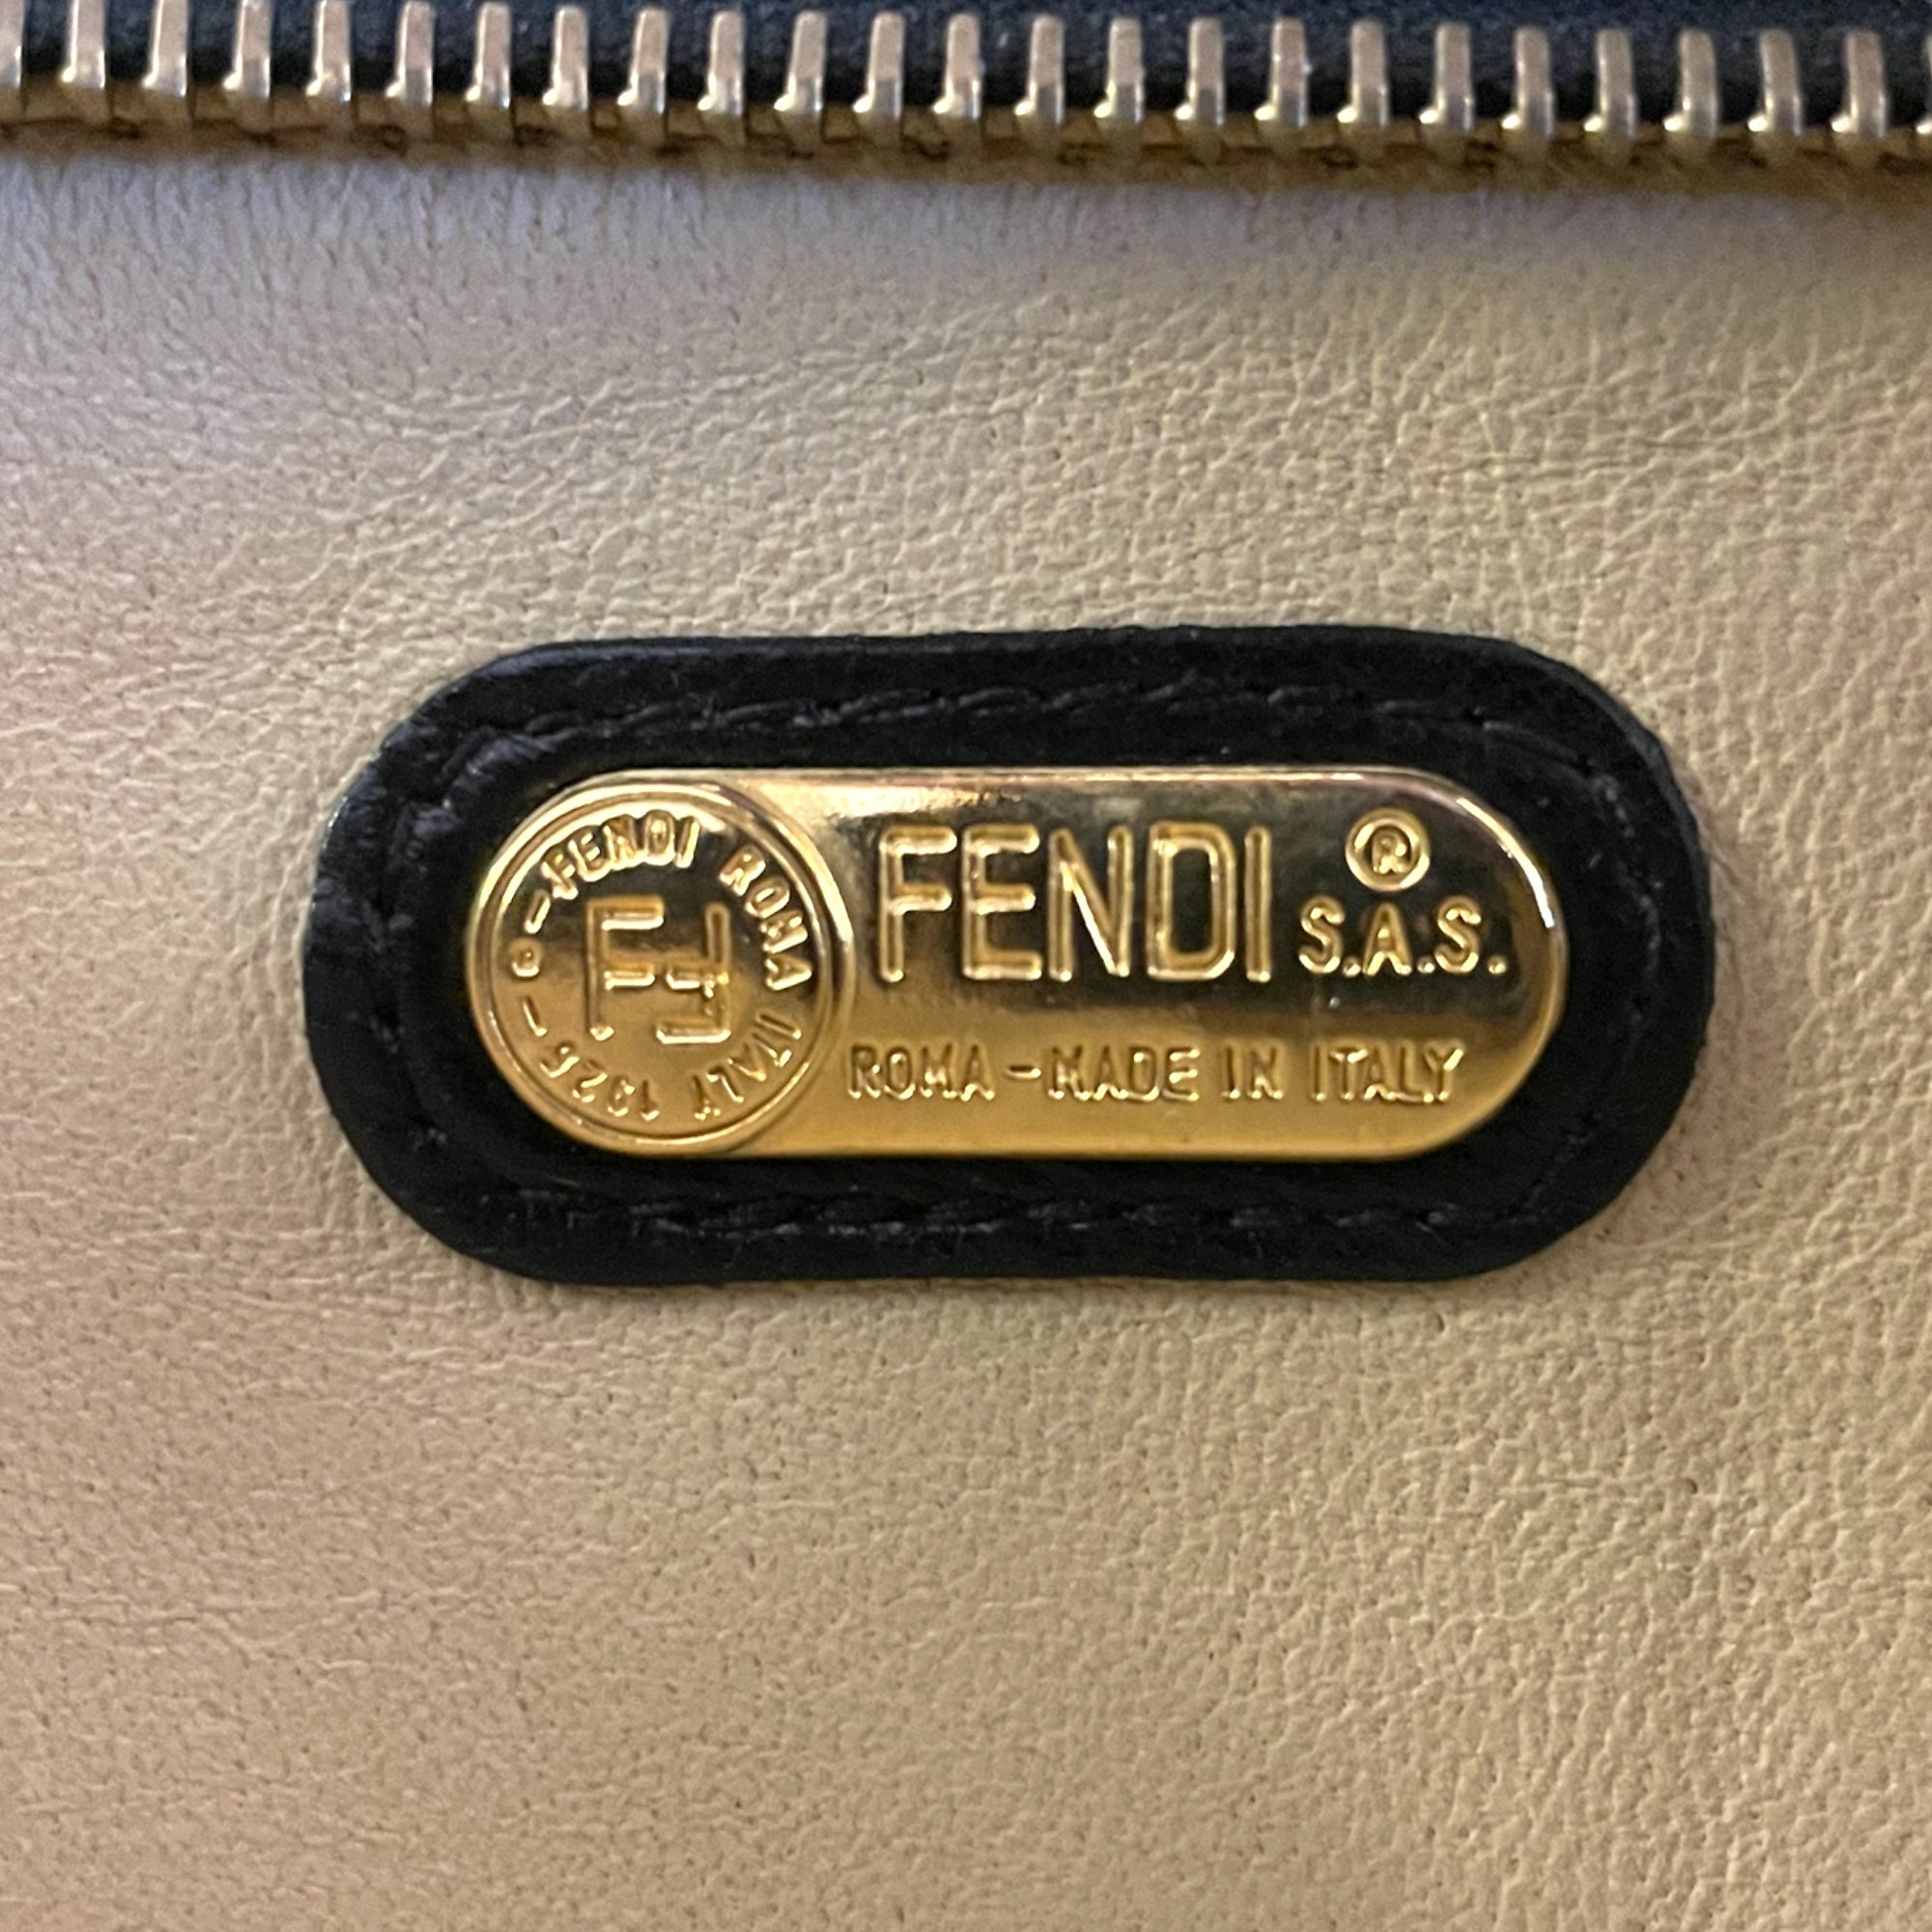 FENDI ROMA ITALY 1925
FF
FENDI ® S.A.S.
ROMA - MADE IN ITALY